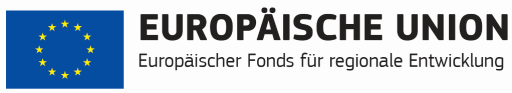 EUROPÄISCHE UNION
Europäischer Fonds für regionale Entwicklung